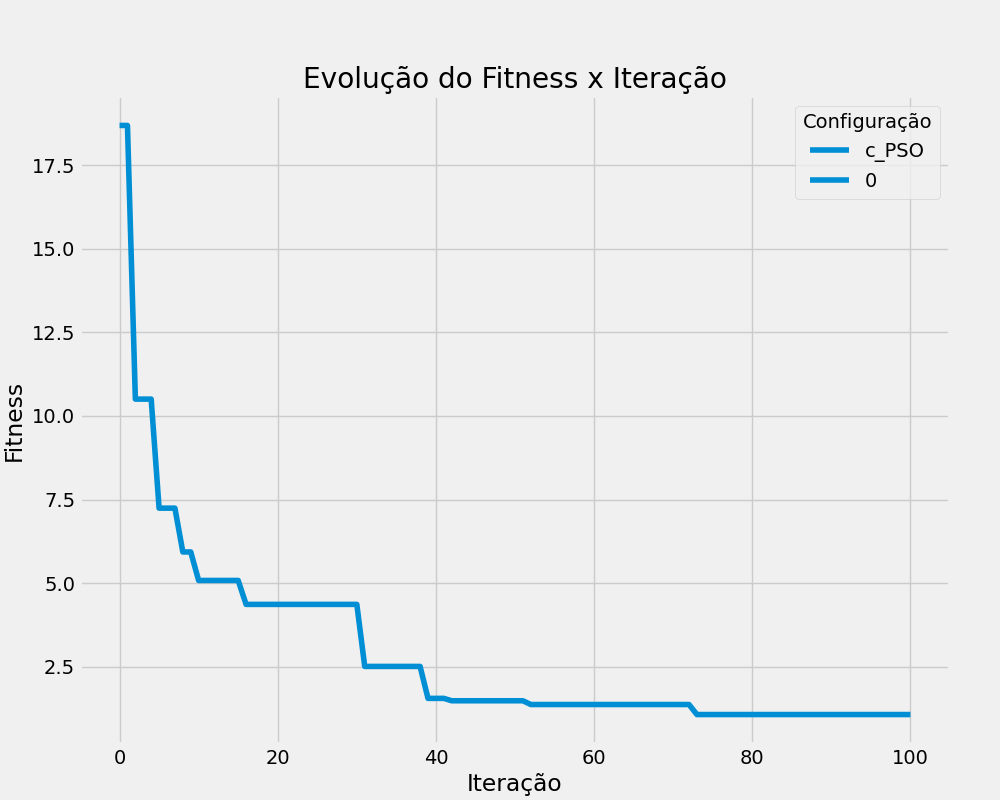 Evolução do Fitness x Iteração
Configuração
c_PSO
0
Fitness
17.5
15.0
12.5
10.0
7.5
5.0
2.5
0 20 40 60 80 100
Iteração